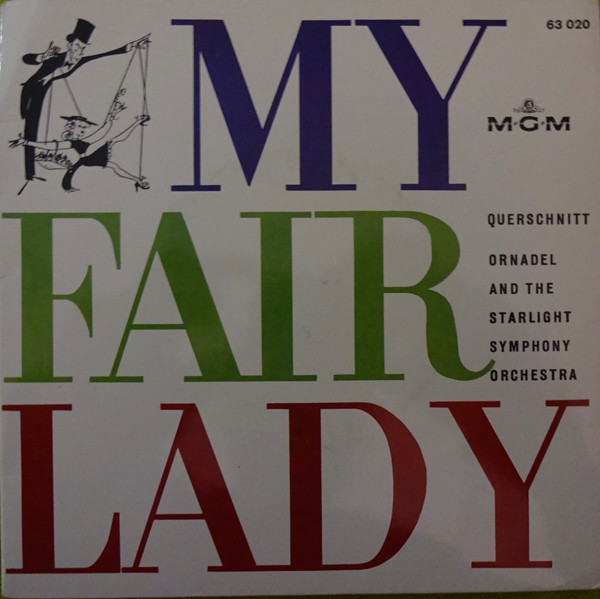 63 020
MY
M·G·M
QUERSCHNITT
ORNADEL
AND THE
STARLIGHT
SYMPHONY
ORCHESTRA
FAIR
LADY